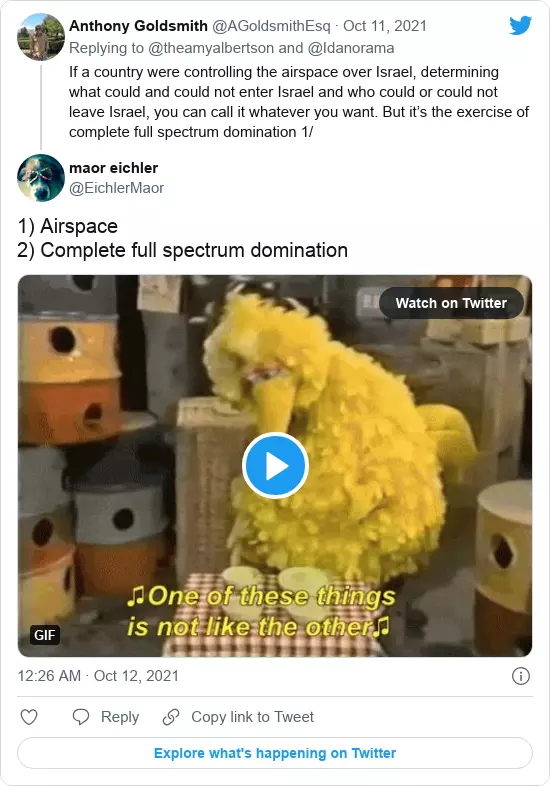 Anthony Goldsmith @AGoldsmithEsq · Oct 11, 2021
Replying to @theamyalbertson and @Idanorama
If a country were controlling the airspace over Israel, determining
what could and could not enter Israel and who could or could not
leave Israel, you can call it whatever you want. But it’s the exercise of
complete full spectrum domination 1/
maor eichler
@EichlerMaor
1) Airspace
2) Complete full spectrum domination
Watch on Twitter
♫One of these things
is not like the other♫
GIF
12:26 AM · Oct 12, 2021
Reply
Copy link to Tweet
Explore what's happening on Twitter